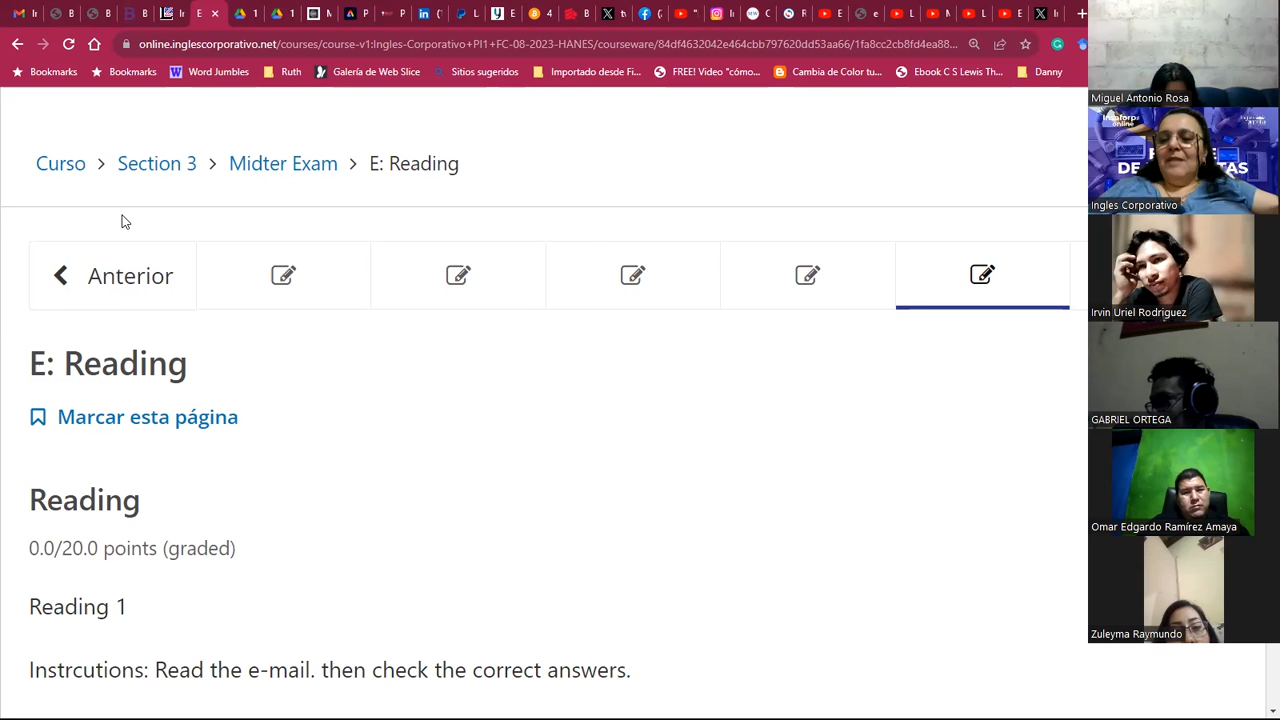 online.inglescorporativo.net/courses/course-v1:Ingles-Corporativo+PI1+FC-08-2023-HANES/courseware/84df4632042e464cbb797620dd53aa66/1fa8cc2cb8fd4ea88...
Bookmarks
Bookmarks
Word Jumbles
Ruth
Galería de Web Slice
Sitios sugeridos
Importado desde Fi...
FREE! Video "cómo...
Cambia de Color tu...
Ebook C S Lewis Th...
Danny
Curso > Section 3 > Midter Exam > E: Reading
Anterior
E: Reading
Marcar esta página
Reading
0.0/20.0 points (graded)
Reading 1
Instrcutions: Read the e-mail. then check the correct answers.
Miguel Antonio Rosa
Ingles Corporativo
Irvin Uriel Rodriguez
GABRIEL ORTEGA
Omar Edgardo Ramírez Amaya
Zuleyma Raymundo